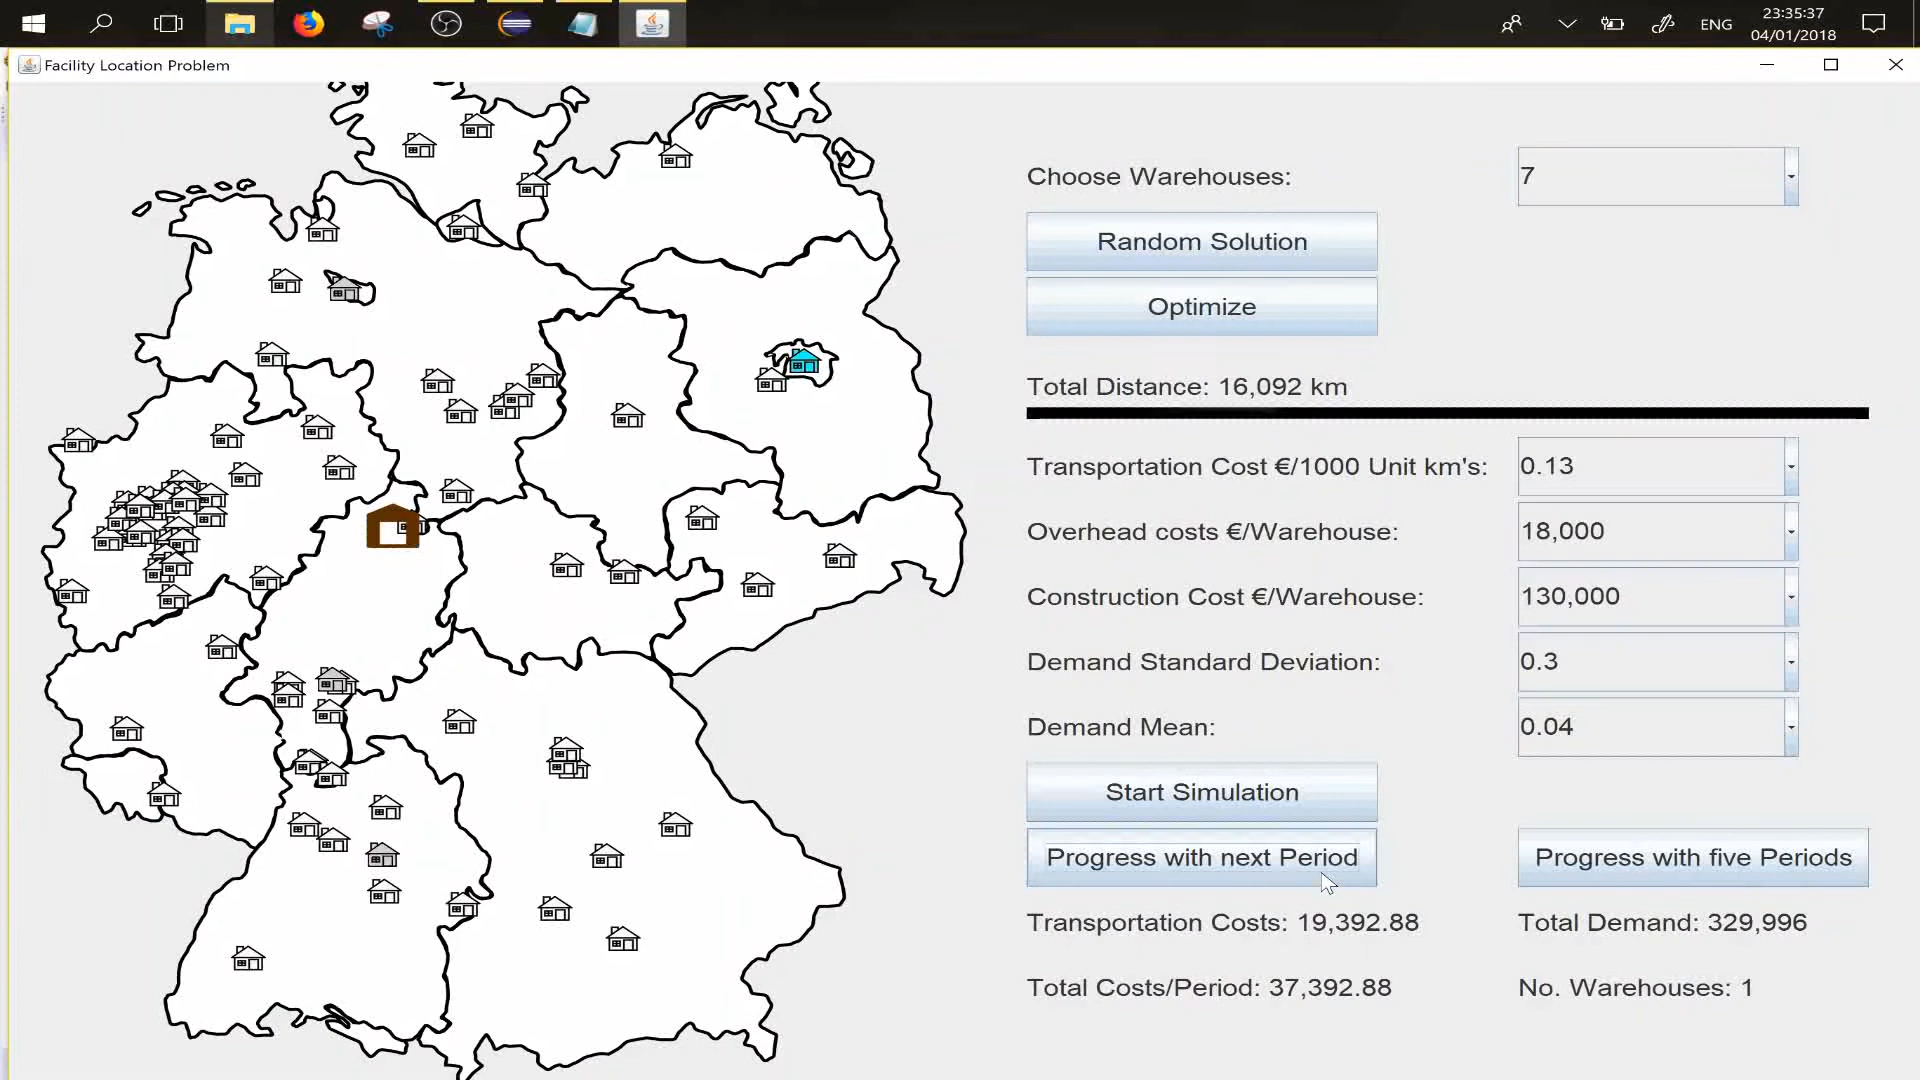 ENG
23:35:37
04/01/2018
Facility Location Problem
Choose Warehouses:
7
Random Solution
Optimize
Total Distance: 16,092 km
Transportation Cost €/1000 Unit km's:
0.13
Overhead costs €/Warehouse:
18,000
Construction Cost €/Warehouse:
130,000
Demand Standard Deviation:
0.3
Demand Mean:
0.04
Start Simulation
Progress with next Period
Progress with five Periods
Transportation Costs: 19,392.88
Total Demand: 329,996
Total Costs/Period: 37,392.88
No. Warehouses: 1